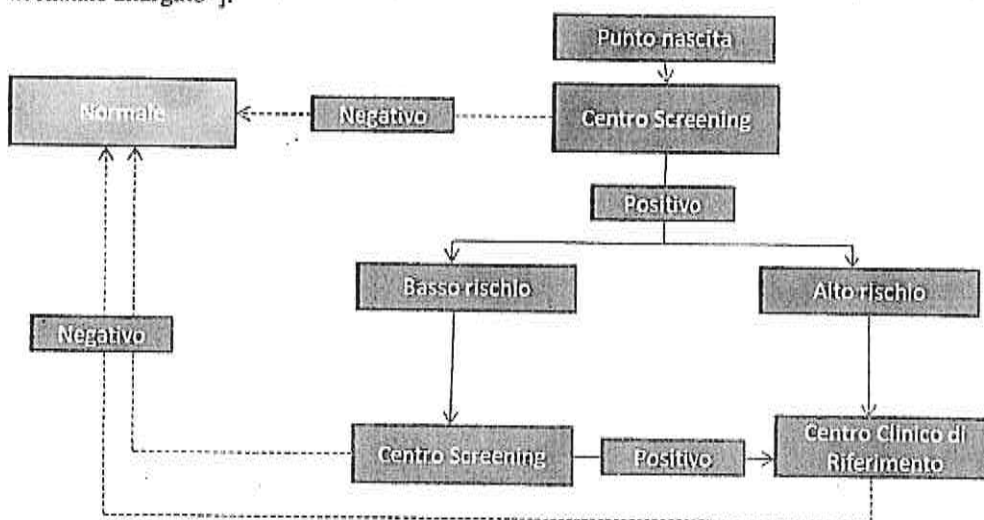 Punto nascita
Normale
Negativo
Centro Screening
Positivo
Basso rischio
Alto rischio
Negativo
Centro Screening
Positivo
Centro Clinico di
Riferimento